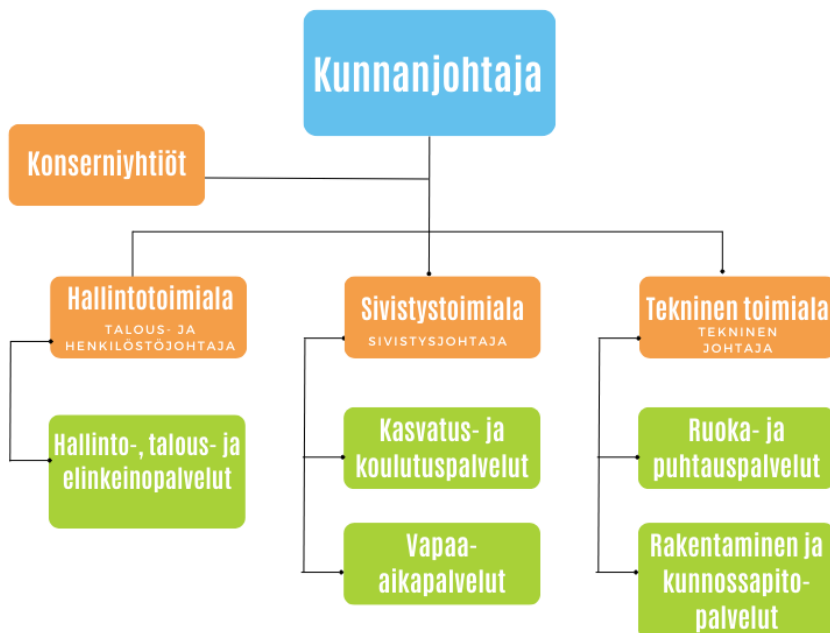 Kunnanjohtaja
Konserniyhtiöt
Hallintotoimiala
TALOUS- JA
HENKILÖSTÖJOHTAJA
Sivistystoimiala
SIVISTYSJOHTAJA
Tekninen toimiala
TEKNINEN
JOHTAJA
Hallinto-, talous- ja
elinkeinopalvelut
Kasvatus- ja
koulutuspalvelut
Ruoka- ja
puhtauspalvelut
Vapaa-
aikapalvelut
Rakentaminen ja
kunnossapito-
palvelut